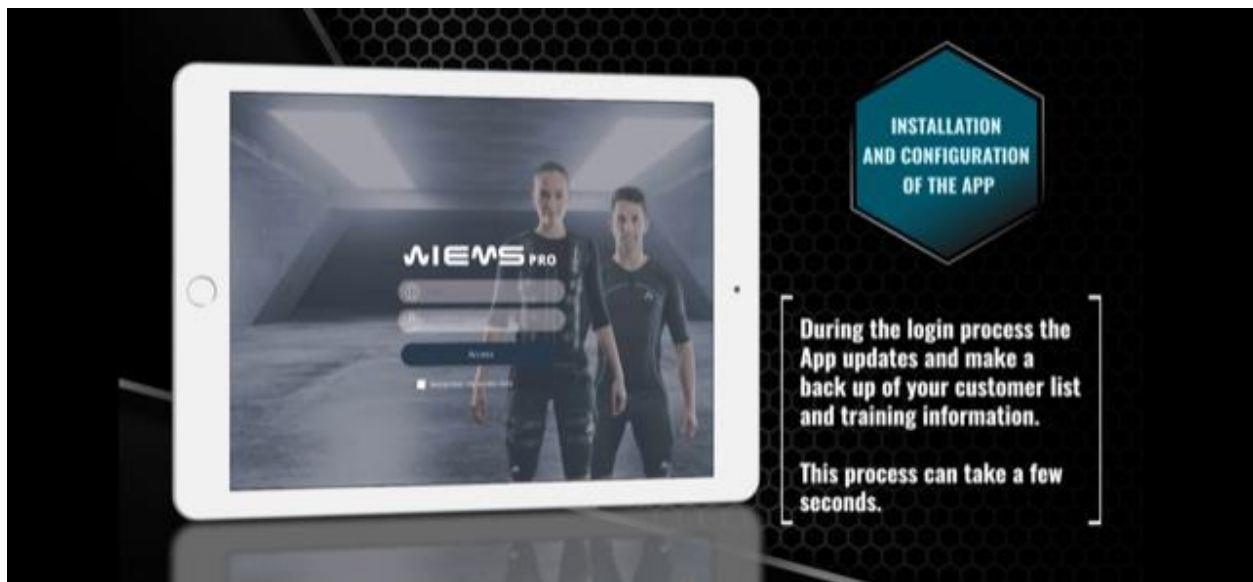 INSTALLATION
AND CONFIGURATION
OF THE APP
WIEMS PRO
Access
During the login process the
App updates and make a
back up of your customer list
and training information.
This process can take a few
seconds.